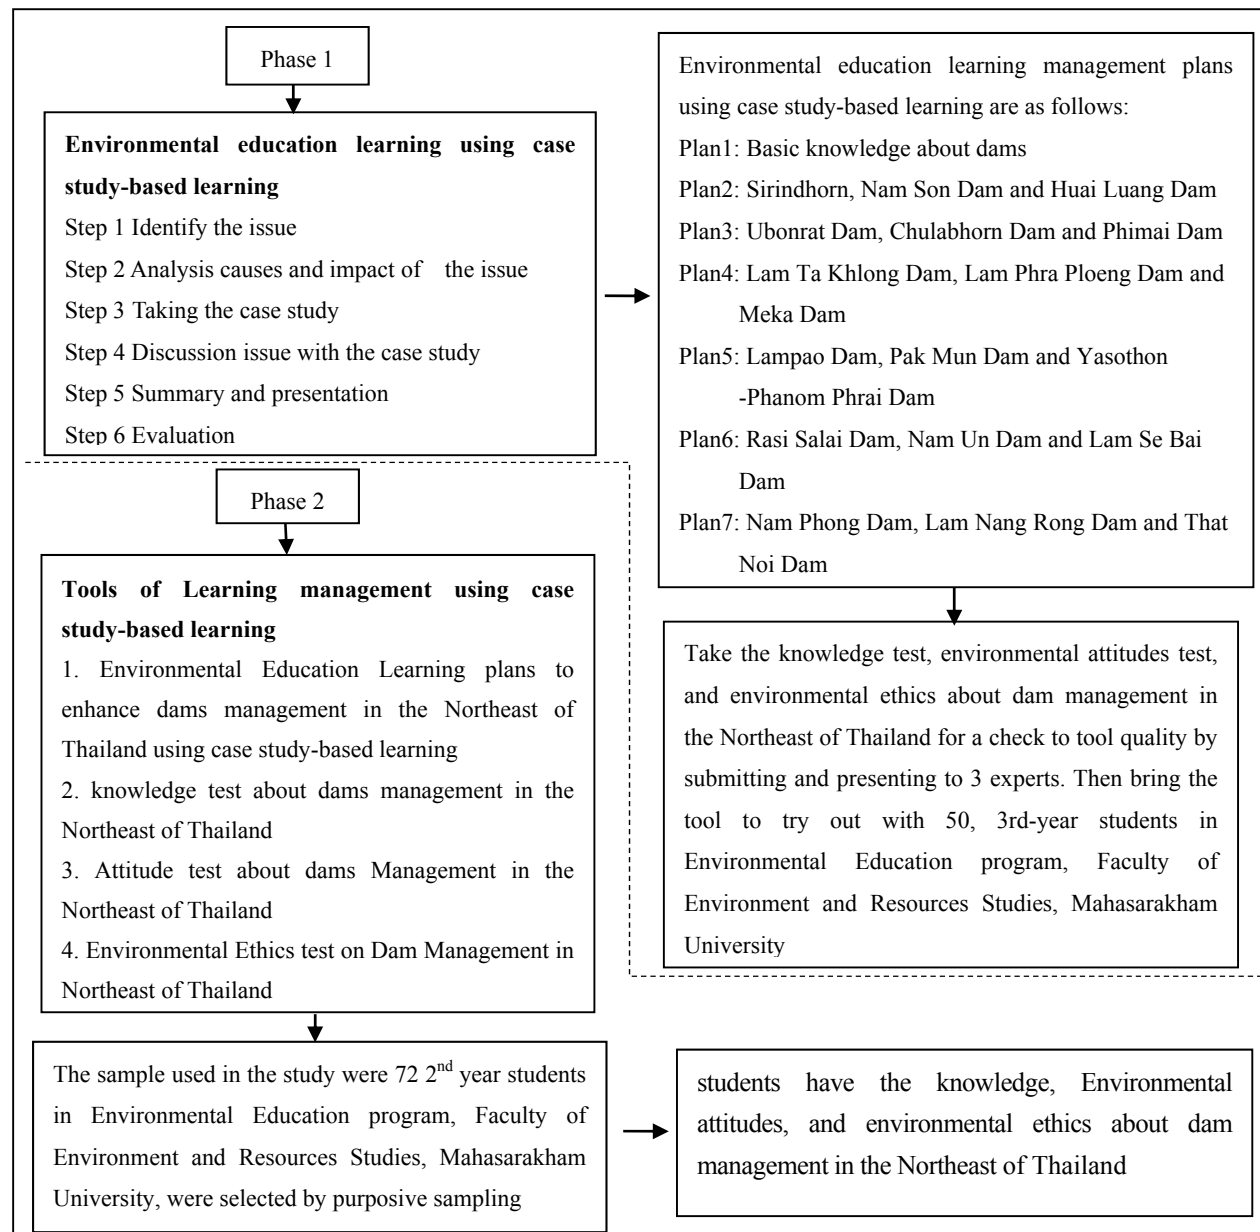 Phase 1
Environmental education learning using case
study-based learning
Step 1 Identify the issue
Step 2 Analysis causes and impact of the issue
Step 3 Taking the case study
Step 4 Discussion issue with the case study
Step 5 Summary and presentation
Step 6 Evaluation
Environmental education learning management plans
using case study-based learning are as follows:
Plan1: Basic knowledge about dams
Plan2: Sirindhorn, Nam Son Dam and Huai Luang Dam
Plan3: Ubonrat Dam, Chulabhorn Dam and Phimai Dam
Plan4: Lam Ta Khlong Dam, Lam Phra Ploeng Dam and
Meka Dam
Plan5: Lampao Dam, Pak Mun Dam and Yasothon
-Phanom Phrai Dam
Plan6: Rasi Salai Dam, Nam Un Dam and Lam Se Bai
Dam
Plan7: Nam Phong Dam, Lam Nang Rong Dam and That
Noi Dam
Take the knowledge test, environmental attitudes test,
and environmental ethics about dam management in
the Northeast of Thailand for a check to tool quality by
submitting and presenting to 3 experts. Then bring the
tool to try out with 50, 3rd-year students in
Environmental Education program, Faculty of
Environment and Resources Studies, Mahasarakham
University
Phase 2
Tools of Learning management using case
study-based learning
1. Environmental Education Learning plans to
enhance dams management in the Northeast of
Thailand using case study-based learning
2. knowledge test about dams management in the
Northeast of Thailand
3. Attitude test about dams Management in the
Northeast of Thailand
4. Environmental Ethics test on Dam Management in
Northeast of Thailand
The sample used in the study were 72 2nd year students
in Environmental Education program, Faculty of
Environment and Resources Studies, Mahasarakham
University, were selected by purposive sampling
students have the knowledge, Environmental
attitudes, and environmental ethics about dam
management in the Northeast of Thailand